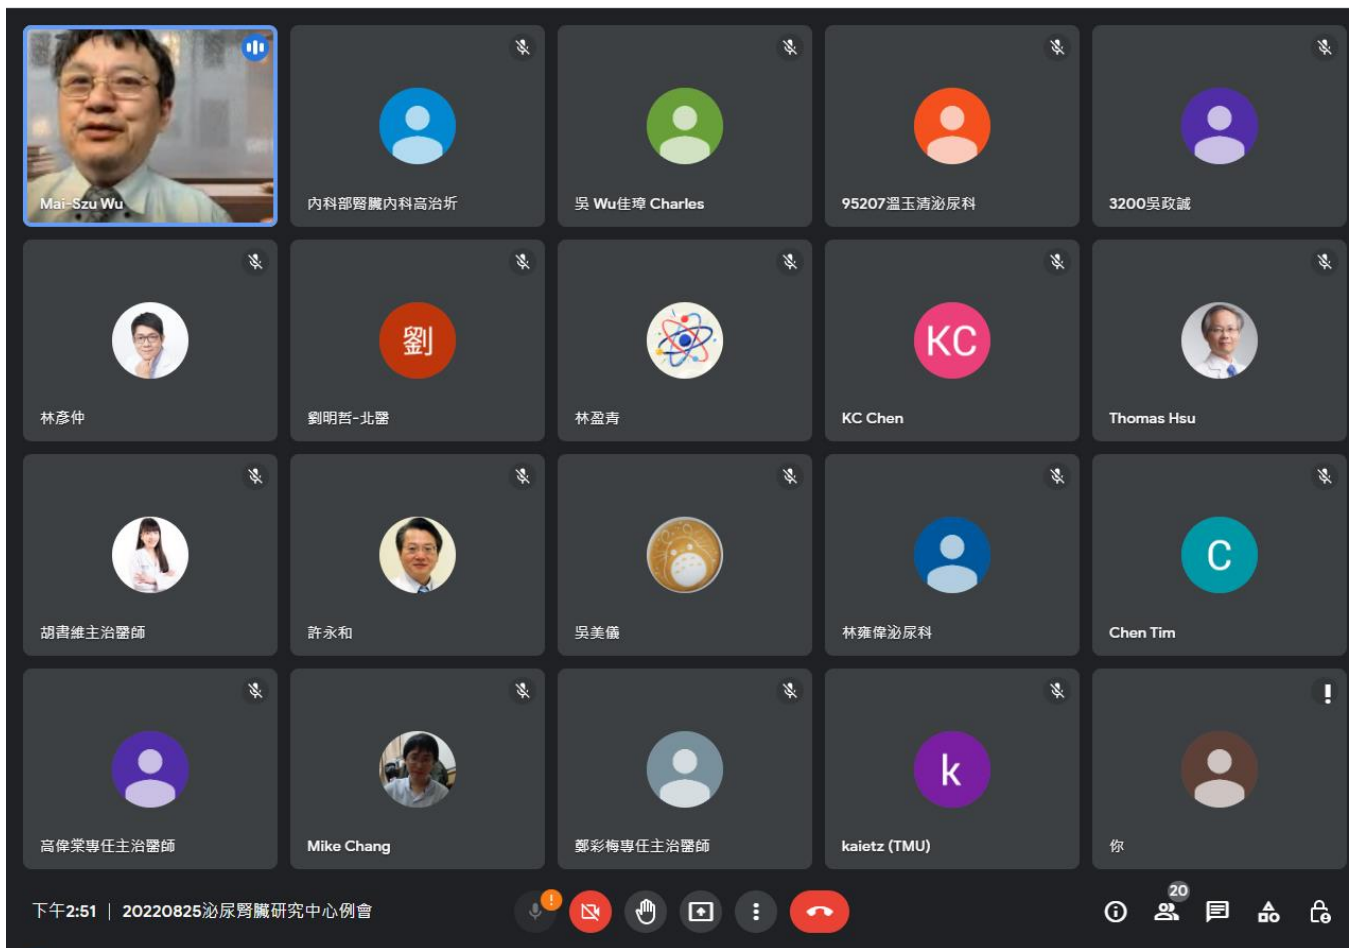 Mai-Szu Wu
內科部腎臟內科高治圻
吳 Wu佳璋 Charles
95207溫玉清泌尿科
3200吳政誠
林彥仲
劉
劉明哲-北醫
林盈青
KC
KC Chen
Thomas Hsu
胡書維主治醫師
許永和
吳美儀
林雍偉泌尿科
C
Chen Tim
高偉棠專任主治醫師
Mike Chang
鄭彩梅專任主治醫師
k
kaietz (TMU)
你
下午2:51 | 20220825泌尿腎臟研究中心例會
20